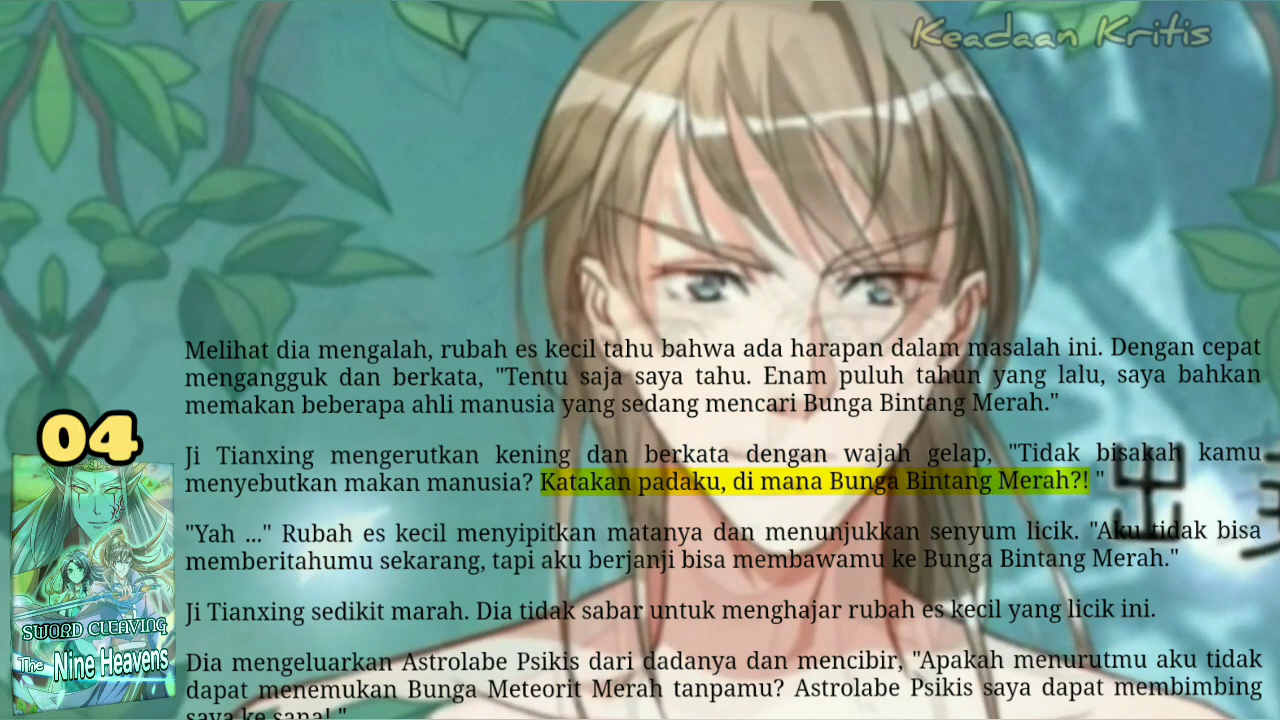 Keadaan Kritis
Melihat dia mengalah, rubah es kecil tahu bahwa ada harapan dalam masalah ini. Dengan cepat
mengangguk dan berkata, "Tentu saja saya tahu. Enam puluh tahun yang lalu, saya bahkan
memakan beberapa ahli manusia yang sedang mencari Bunga Bintang Merah."
Ji Tianxing mengerutkan kening dan berkata dengan wajah gelap, "Tidak bisakah kamu
menyebutkan makan manusia? Katakan padaku, di mana Bunga Bintang Merah?! "
"Yah ..." Rubah es kecil menyipitkan matanya dan menunjukkan senyum licik. "Aku tidak bisa
memberitahumu sekarang, tapi aku berjanji bisa membawamu ke Bunga Bintang Merah."
Ji Tianxing sedikit marah. Dia tidak sabar untuk menghajar rubah es kecil yang licik ini.
Dia mengeluarkan Astrolabe Psikis dari dadanya dan mencibir, "Apakah menurutmu aku tidak
dapat menemukan Bunga Meteorit Merah tanpamu? Astrolabe Psikis saya dapat membimbing
saya ke sana! "
出
04
SWORD CLEAVING
The Nine Heavens